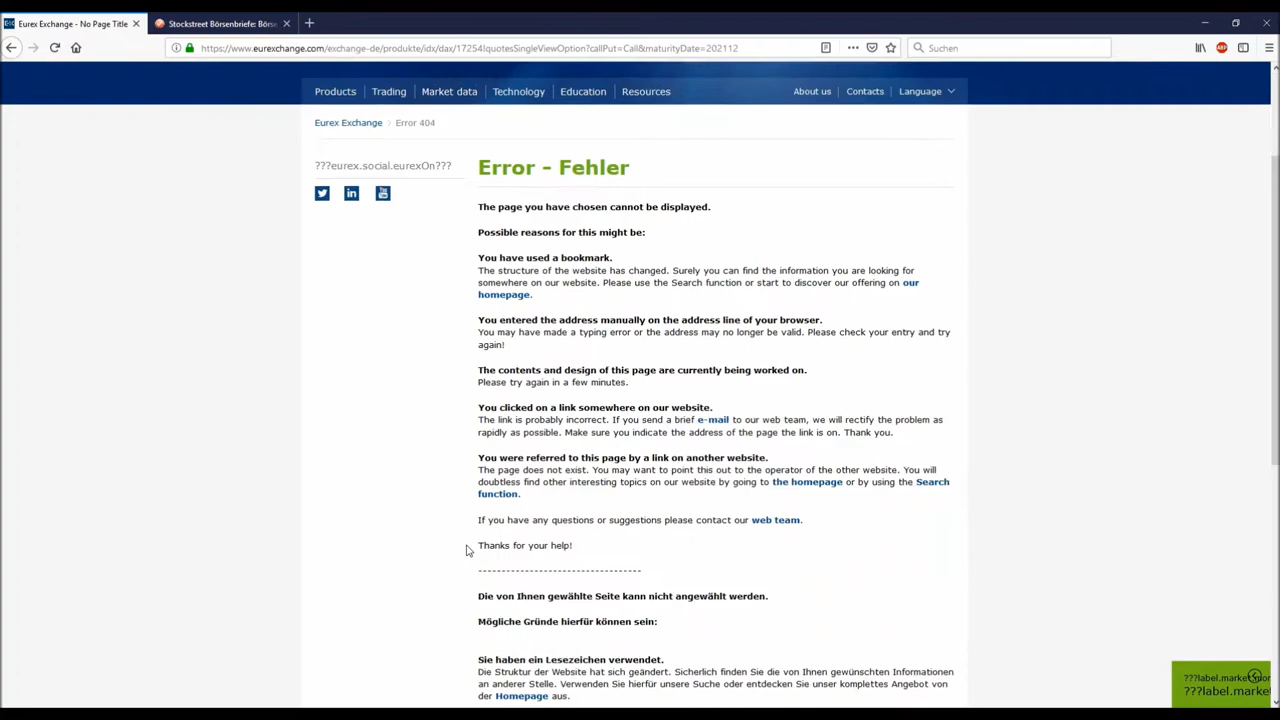 Eurex Exchange - No Page Title
Stockstreet Börsenbriefe: Börse
https://www.eurexchange.com/exchange-de/produkte/idx/dax/17254!quotesSingleViewOption?callPut=Call&maturityDate=202112
Suchen
ABP
Products
Trading
Market data
Technology
Education
Resources
About us
Contacts
Language
Eurex Exchange > Error 404
???eurex.social.eurexOn???
Error - Fehler
The page you have chosen cannot be displayed.
Possible reasons for this might be:
You have used a bookmark.
The structure of the website has changed. Surely you can find the information you are looking for
somewhere on our website. Please use the Search function or start to discover our offering on our
homepage.
You entered the address manually on the address line of your browser.
You may have made a typing error or the address may no longer be valid. Please check your entry and try
again!
The contents and design of this page are currently being worked on.
Please try again in a few minutes.
You clicked on a link somewhere on our website.
The link is probably incorrect. If you send a brief e-mail to our web team, we will rectify the problem as
rapidly as possible. Make sure you indicate the address of the page the link is on. Thank you.
You were referred to this page by a link on another website.
The page does not exist. You may want to point this out to the operator of the other website. You will
doubtless find other interesting topics on our website by going to the homepage or by using the Search
function.
If you have any questions or suggestions please contact our web team.
Thanks for your help!
-----------------------------------
Die von Ihnen gewählte Seite kann nicht angewählt werden.
Mögliche Gründe hierfür können sein:
Sie haben ein Lesezeichen verwendet.
Die Struktur der Website hat sich geändert. Sicherlich finden Sie die von Ihnen gewünschten Informationen
an anderer Stelle. Verwenden Sie hierfür unsere Suche oder entdecken Sie unser komplettes Angebot von
der Homepage aus.
???label.market
???label.market